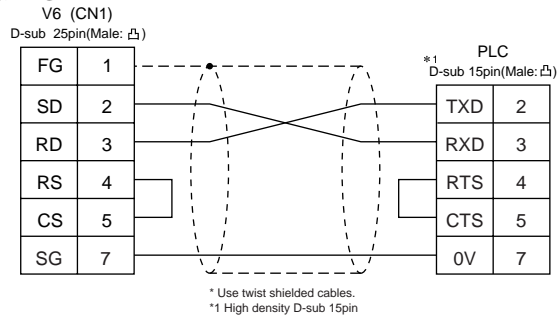 V6 (CN1)
D-sub 25pin(Male: 凸)
FG 1
SD 2
RD 3
RS 4
CS 5
SG 7
PLC
*1 D-sub 15pin(Male:凸)
TXD 2
RXD 3
RTS 4
CTS 5
0V 7
* Use twist shielded cables.
*1 High density D-sub 15pin